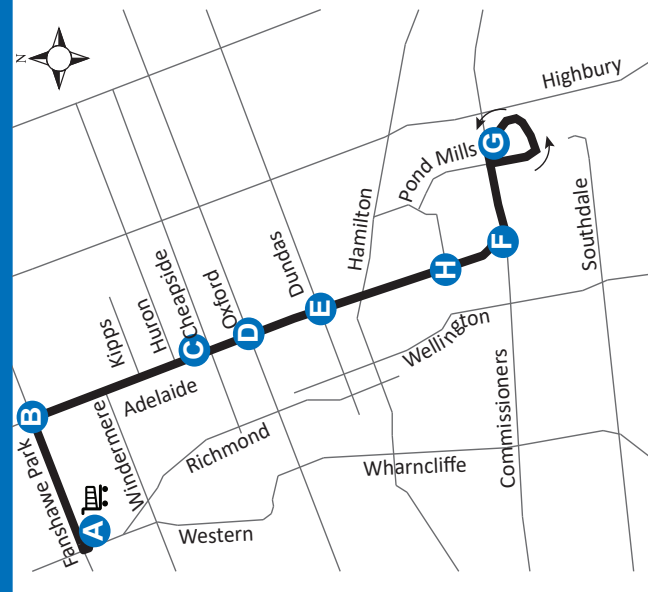 N
Highbury
Pond Mills
G
Hamilton
Southdale
F
H
Dundas
E
Huron
Cheapside
Oxford
Kipps
C
D
Wellington
B
Adelaide
Fanshawe Park
Windermere
Richmond
Commissioners
Wharncliffe
A
Western